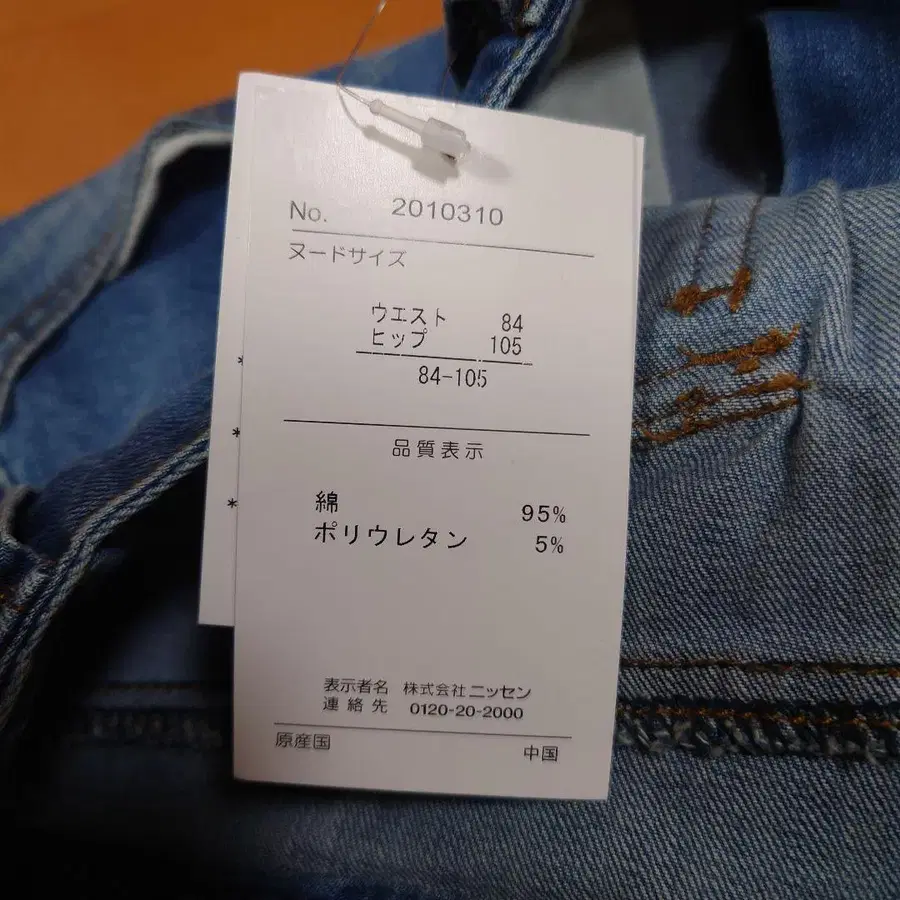 No. 2010310
ヌードサイズ
ウエスト 84
ヒップ 105
84-105
品質表示
綿 95%
ポリウレタン 5%
表示者名 株式会社ニッセン
連絡先 0120-20-2000
原産国 中国
*
*
*